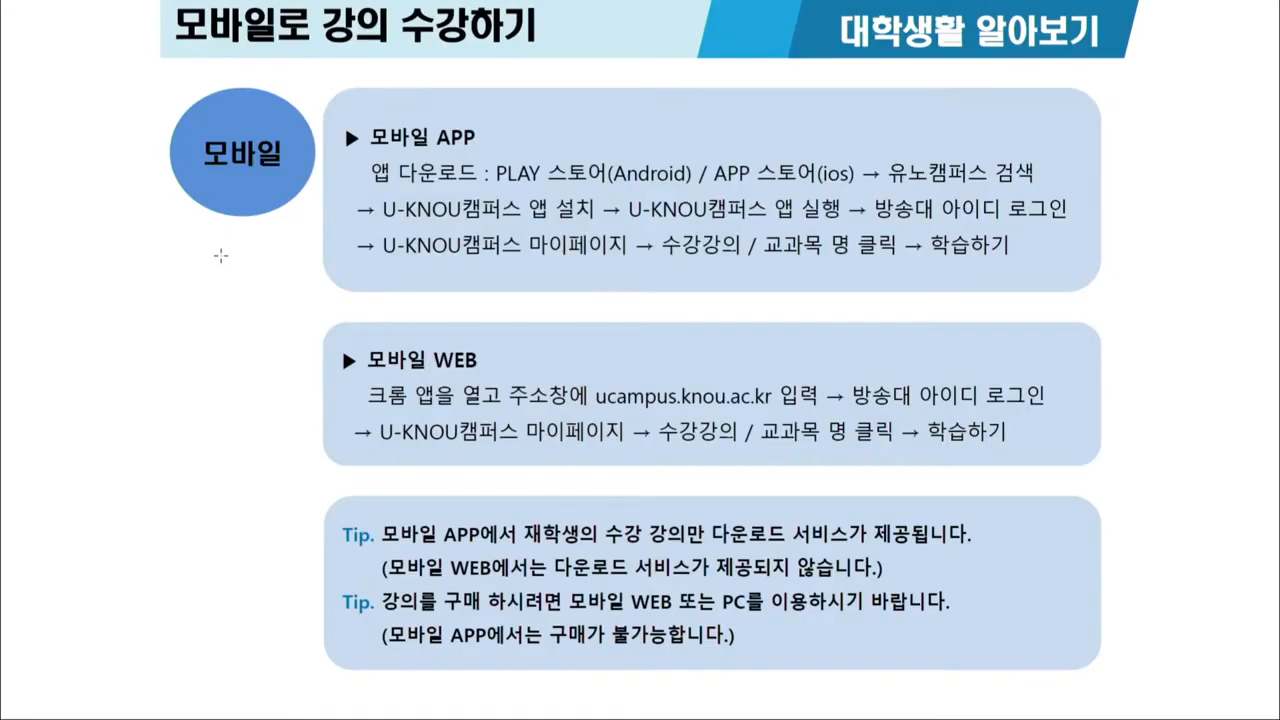 모바일로 강의 수강하기
대학생활 알아보기
모바일
▶ 모바일 APP
앱 다운로드 : PLAY 스토어(Android) / APP 스토어(ios) → 유노캠퍼스 검색
→ U-KNOU캠퍼스 앱 설치 → U-KNOU캠퍼스 앱 실행 → 방송대 아이디 로그인
→ U-KNOU캠퍼스 마이페이지 → 수강강의 / 교과목 명 클릭 → 학습하기
▶ 모바일 WEB
크롬 앱을 열고 주소창에 ucampus.knou.ac.kr 입력 → 방송대 아이디 로그인
→ U-KNOU캠퍼스 마이페이지 → 수강강의 / 교과목 명 클릭 → 학습하기
Tip. 모바일 APP에서 재학생의 수강 강의만 다운로드 서비스가 제공됩니다.
(모바일 WEB에서는 다운로드 서비스가 제공되지 않습니다.)
Tip. 강의를 구매 하시려면 모바일 WEB 또는 PC를 이용하시기 바랍니다.
(모바일 APP에서는 구매가 불가능합니다.)